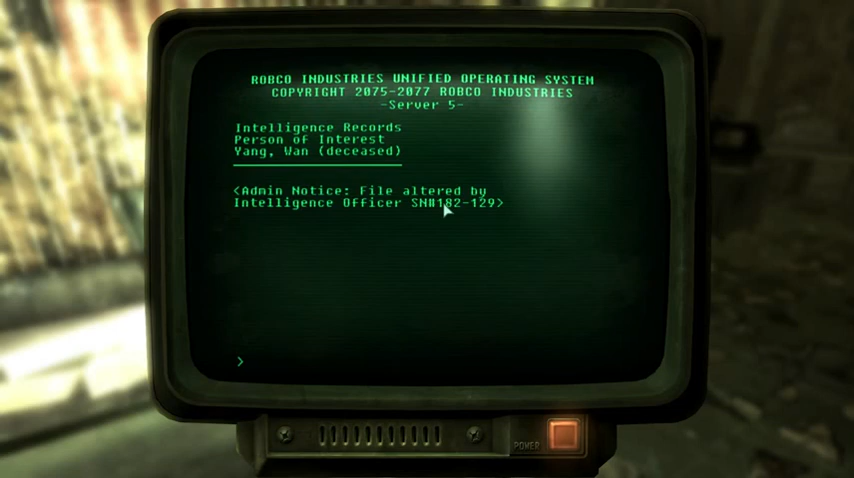 ROBCO INDUSTRIES UNIFIED OPERATING SYSTEM
COPYRIGHT 2075-2077 ROBCO INDUSTRIES
-Server 5-
Intelligence Records
Person of Interest
Yang, Wan (deceased)
<Admin Notice: File altered by
Intelligence Officer SN#182-129>
>
POWER